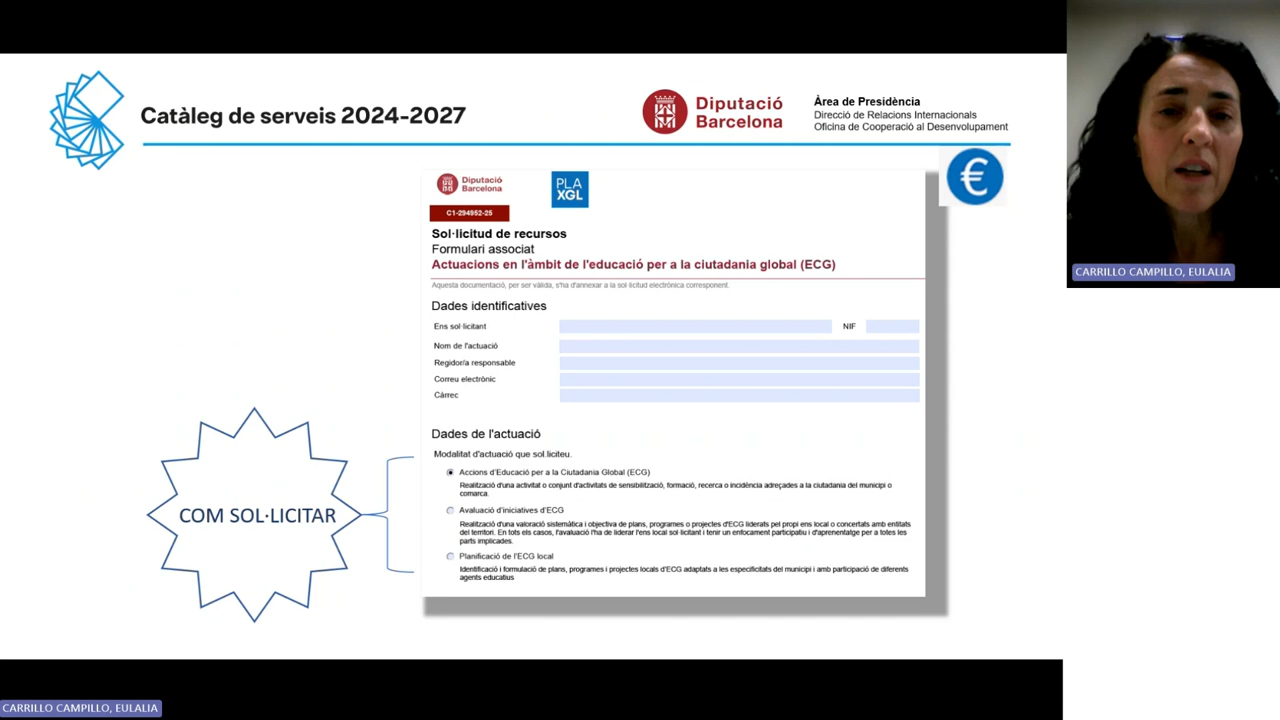 Catàleg de serveis 2024-2027
Diputació
Barcelona
Àrea de Presidència
Direcció de Relacions Internacionals
Oficina de Cooperació al Desenvolupament
€
Diputació
Barcelona
PLA
XGL
C1-294952-25
Sol·licitud de recursos
Formulari associat
Actuacions en l'àmbit de l'educació per a la ciutadania global (ECG)
Aquesta documentació, per ser vàlida, s'ha d'annexar a la sol·licitud electrònica corresponent.
Dades identificatives
Ens sol·licitant
NIF
Nom de l'actuació
Regidor/a responsable
Correu electrònic
Càrrec
Dades de l'actuació
Modalitat d'actuació que sol·liciteu.
Accions d'Educació per a la Ciutadania Global (ECG)
Realització d'una activitat o conjunt d'activitats de sensibilització, formació, recerca o incidència adreçades a la ciutadania del municipi o
comarca.
Avaluació d'iniciatives d'ECG
Realització d'una valoració sistemàtica i objectiva de plans, programes o projectes d'ECG liderats pel propi ens local o concertats amb entitats
del territori. En tots els casos, l'avaluació l'ha de liderar l'ens local sol·licitant i tenir un enfocament participatiu i d'aprenentatge per a totes les
parts implicades.
Planificació de l'ECG local
Identificació i formulació de plans, programes i projectes locals d'ECG adaptats a les especificitats del municipi i amb participació de diferents
agents educatius
COM SOL·LICITAR
CARRILLO CAMPILLO, EULALIA
CARRILLO CAMPILLO, EULALIA